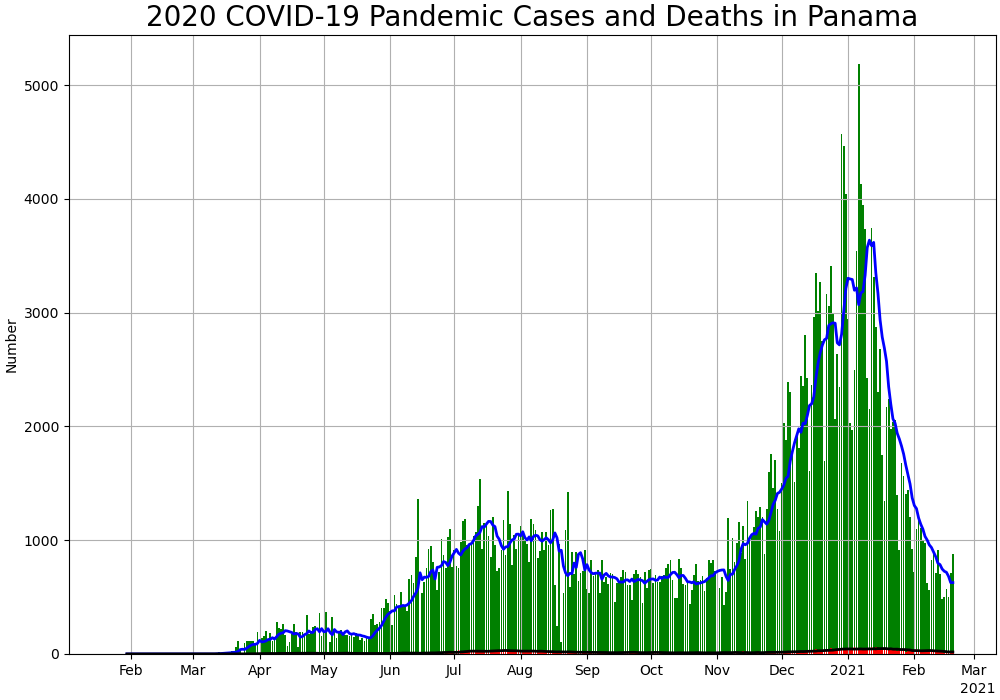 2020 COVID-19 Pandemic Cases and Deaths in Panama
Number
5000
4000
3000
2000
1000
0
Feb Mar Apr May Jun Jul Aug Sep Oct Nov Dec 2021 Feb Mar
2021